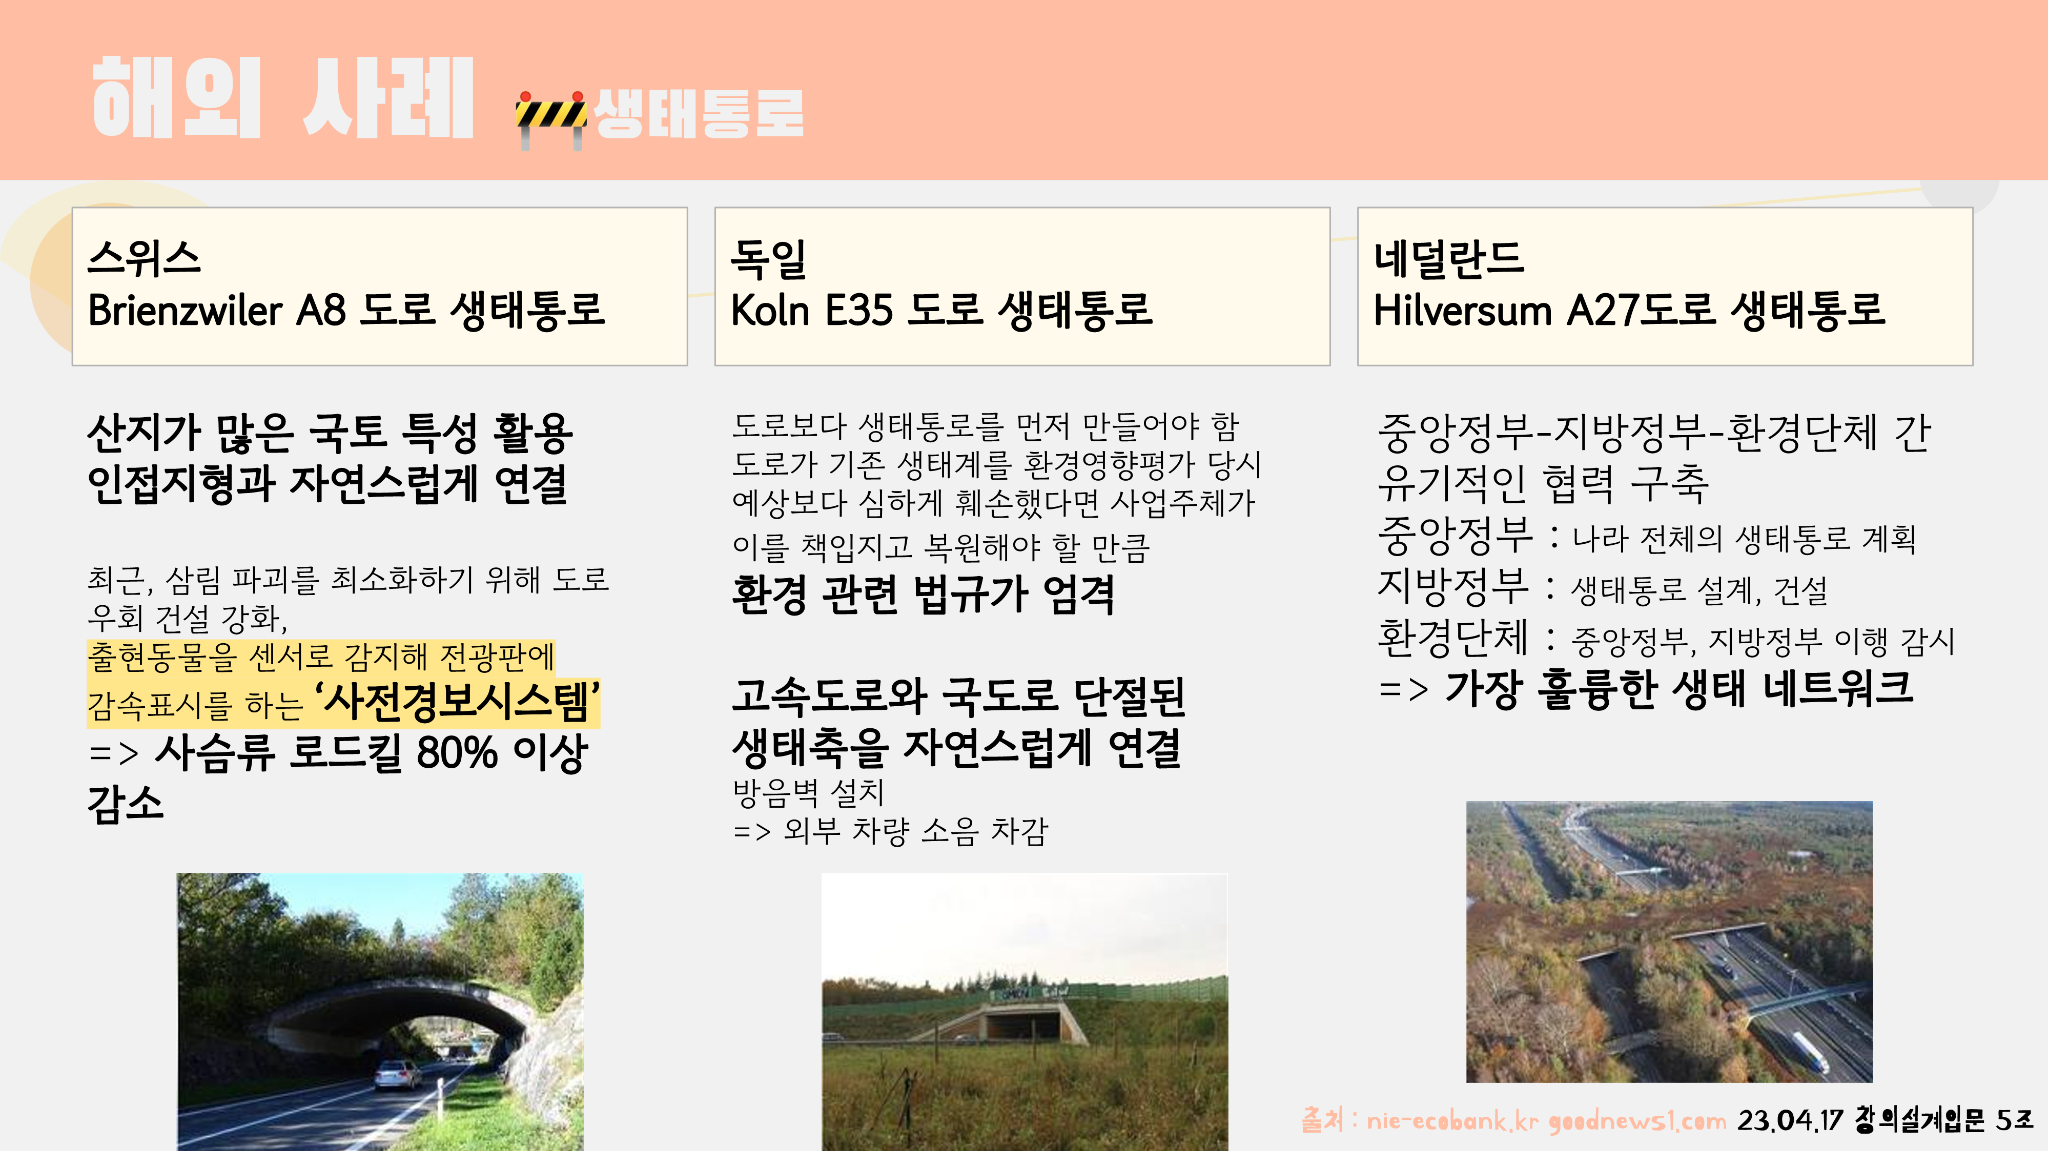 해외 사례 생태통로
스위스
Brienzwiler A8 도로 생태통로
산지가 많은 국토 특성 활용
인접지형과 자연스럽게 연결
최근, 삼림 파괴를 최소화하기 위해 도로
우회 건설 강화,
출현동물을 센서로 감지해 전광판에
감속표시를 하는 ‘사전경보시스템’
=> 사슴류 로드킬 80% 이상
감소
독일
Koln E35 도로 생태통로
도로보다 생태통로를 먼저 만들어야 함
도로가 기존 생태계를 환경영향평가 당시
예상보다 심하게 훼손했다면 사업주체가
이를 책임지고 복원해야 할 만큼
환경 관련 법규가 엄격
고속도로와 국도로 단절된
생태축을 자연스럽게 연결
방음벽 설치
=> 외부 차량 소음 차감
네덜란드
Hilversum A27도로 생태통로
중앙정부-지방정부-환경단체 간
유기적인 협력 구축
중앙정부 : 나라 전체의 생태통로 계획
지방정부 : 생태통로 설계, 건설
환경단체 : 중앙정부, 지방정부 이행 감시
=> 가장 훌륭한 생태 네트워크
출처 : nie-ecobank.kr goodnews1.com 23.04.17 창의설계입문 5조